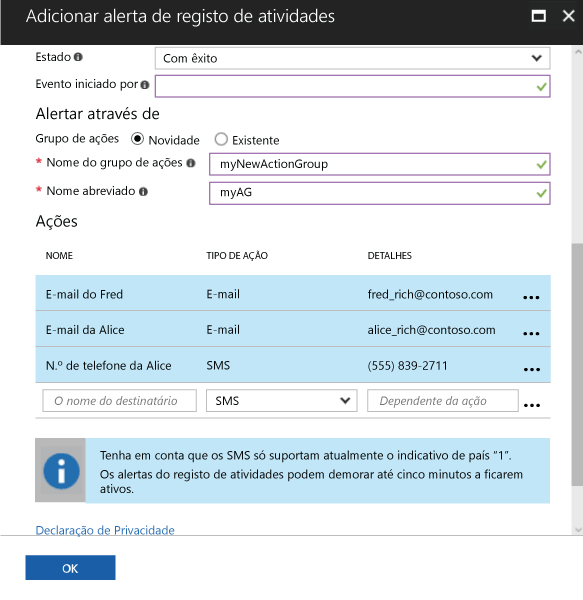 Adicionar alerta de registo de atividades
Estado
Com êxito
Evento iniciado por
Alertar através de
Grupo de ações
Novidade
Existente
* Nome do grupo de ações
myNewActionGroup
* Nome abreviado
myAG
Ações
NOME TIPO DE AÇÃO DETALHES
E-mail do Fred E-mail fred_rich@contoso.com
E-mail da Alice E-mail alice_rich@contoso.com
N.º de telefone da Alice SMS (555) 839-2711
O nome do destinatário SMS Dependente da ação
Tenha em conta que os SMS só suportam atualmente o indicativo de país “1”.
Os alertas do registo de atividades podem demorar até cinco minutos a ficarem
ativos.
Declaração de Privacidade
OK